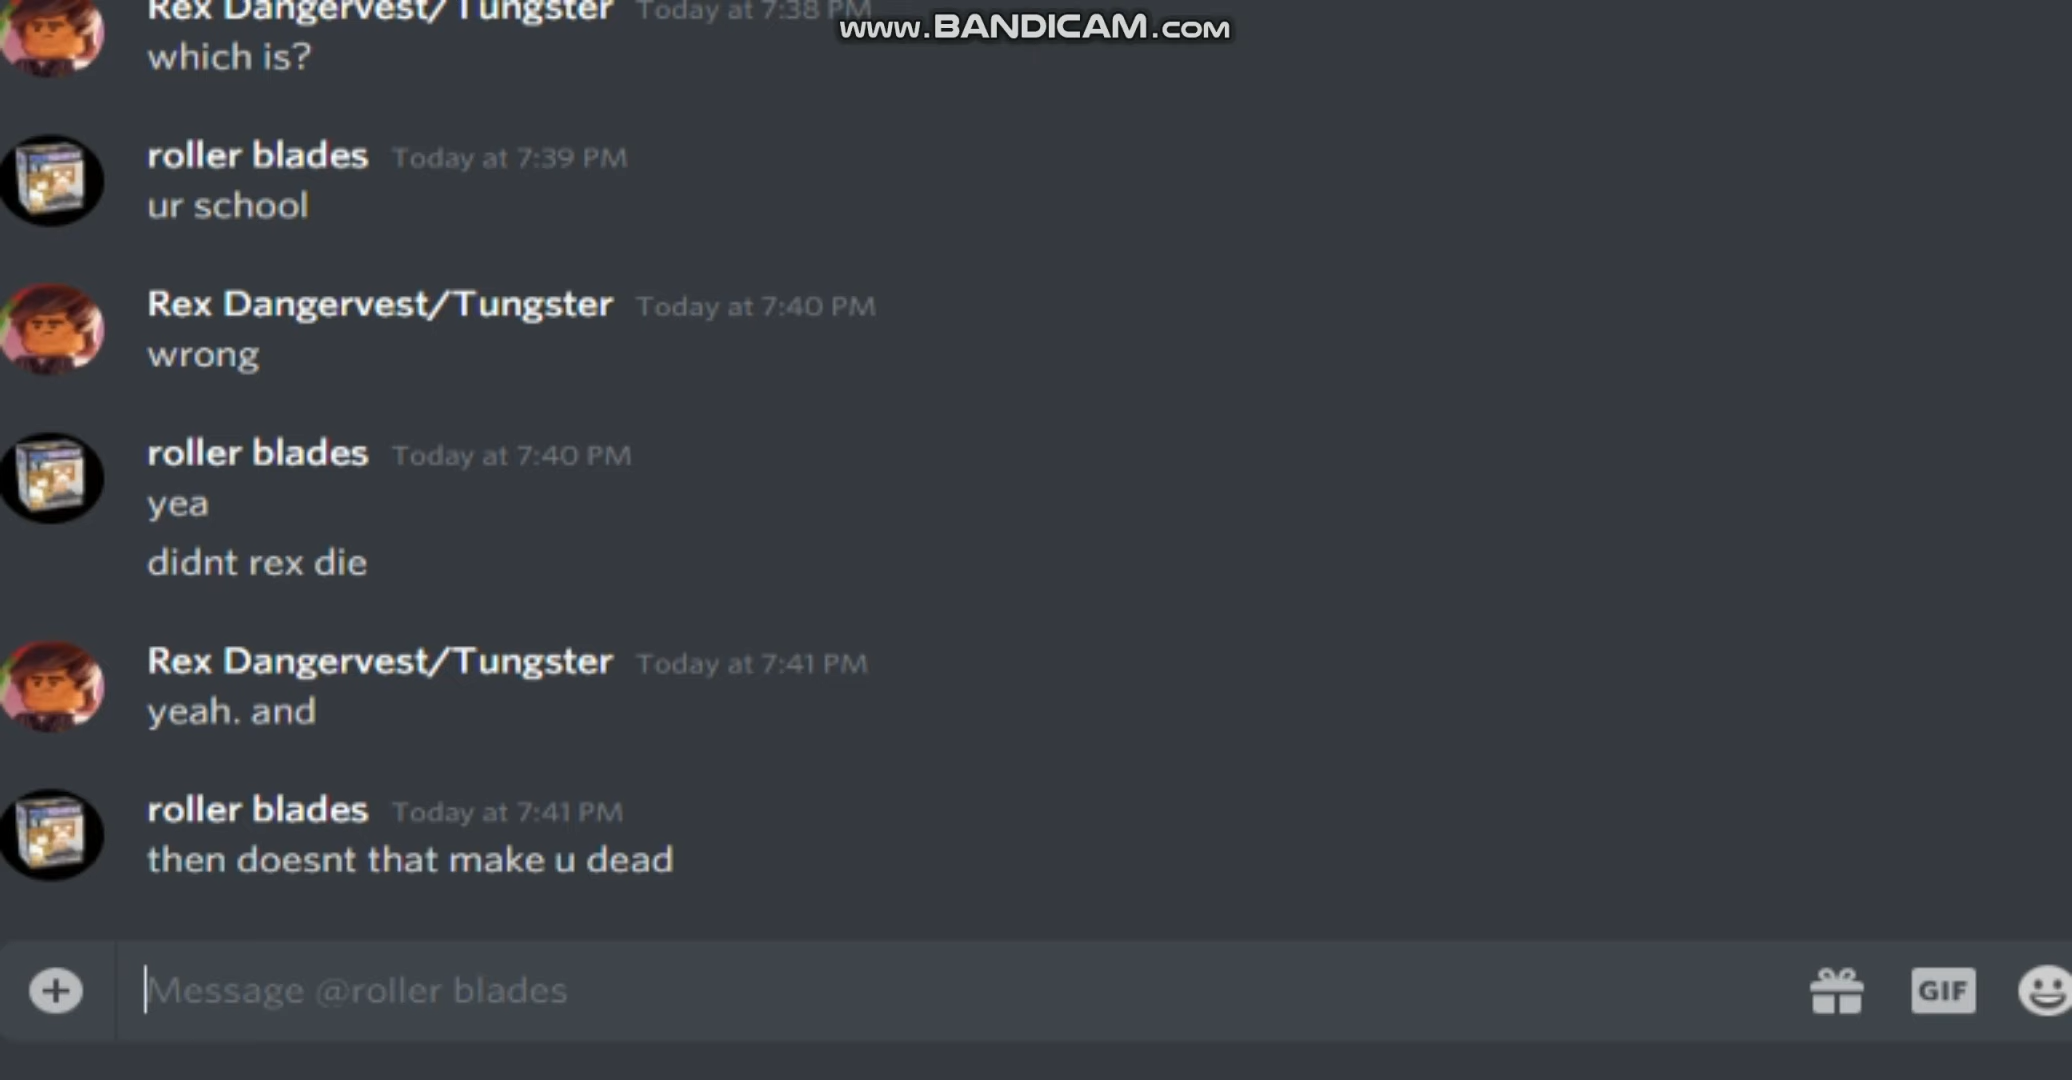 Rex Dangervest/Tungster Today at 7:38 PM
www.BANDICAM.com
which is?
roller blades Today at 7:39 PM
ur school
Rex Dangervest/Tungster Today at 7:40 PM
wrong
roller blades Today at 7:40 PM
yea
didnt rex die
Rex Dangervest/Tungster Today at 7:41 PM
yeah. and
roller blades Today at 7:41 PM
then doesnt that make u dead
Message @roller blades
GIF